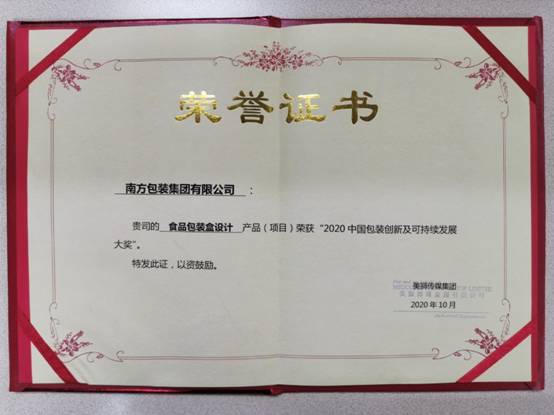 荣誉证书
南方包装集团有限公司：
贵司的 食品包装盒设计 产品（项目）荣获“2020 中国包装创新及可持续发展
大奖”。
特发此证，以资鼓励。
美狮传媒集团
2020 年 10 月